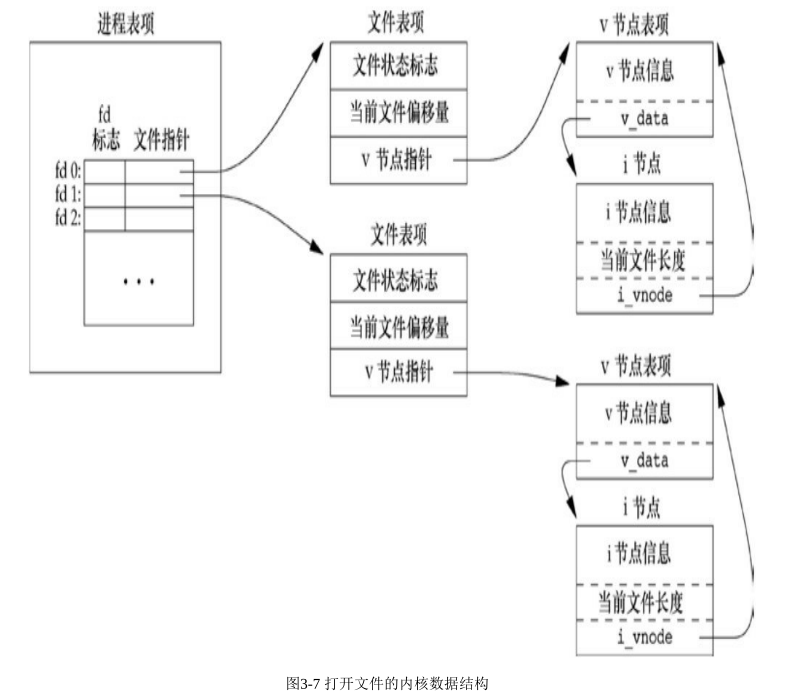 进程表项
fd
标志 文件指针
fd 0:
fd 1:
fd 2:
• • •
文件表项
文件状态标志
当前文件偏移量
v 节点指针
文件表项
文件状态标志
当前文件偏移量
v 节点指针
v 节点表项
v 节点信息
v_data
i 节点
i 节点信息
当前文件长度
i_vnode
v 节点表项
v 节点信息
v_data
i 节点
i 节点信息
当前文件长度
i_vnode
图3-7 打开文件的内核数据结构